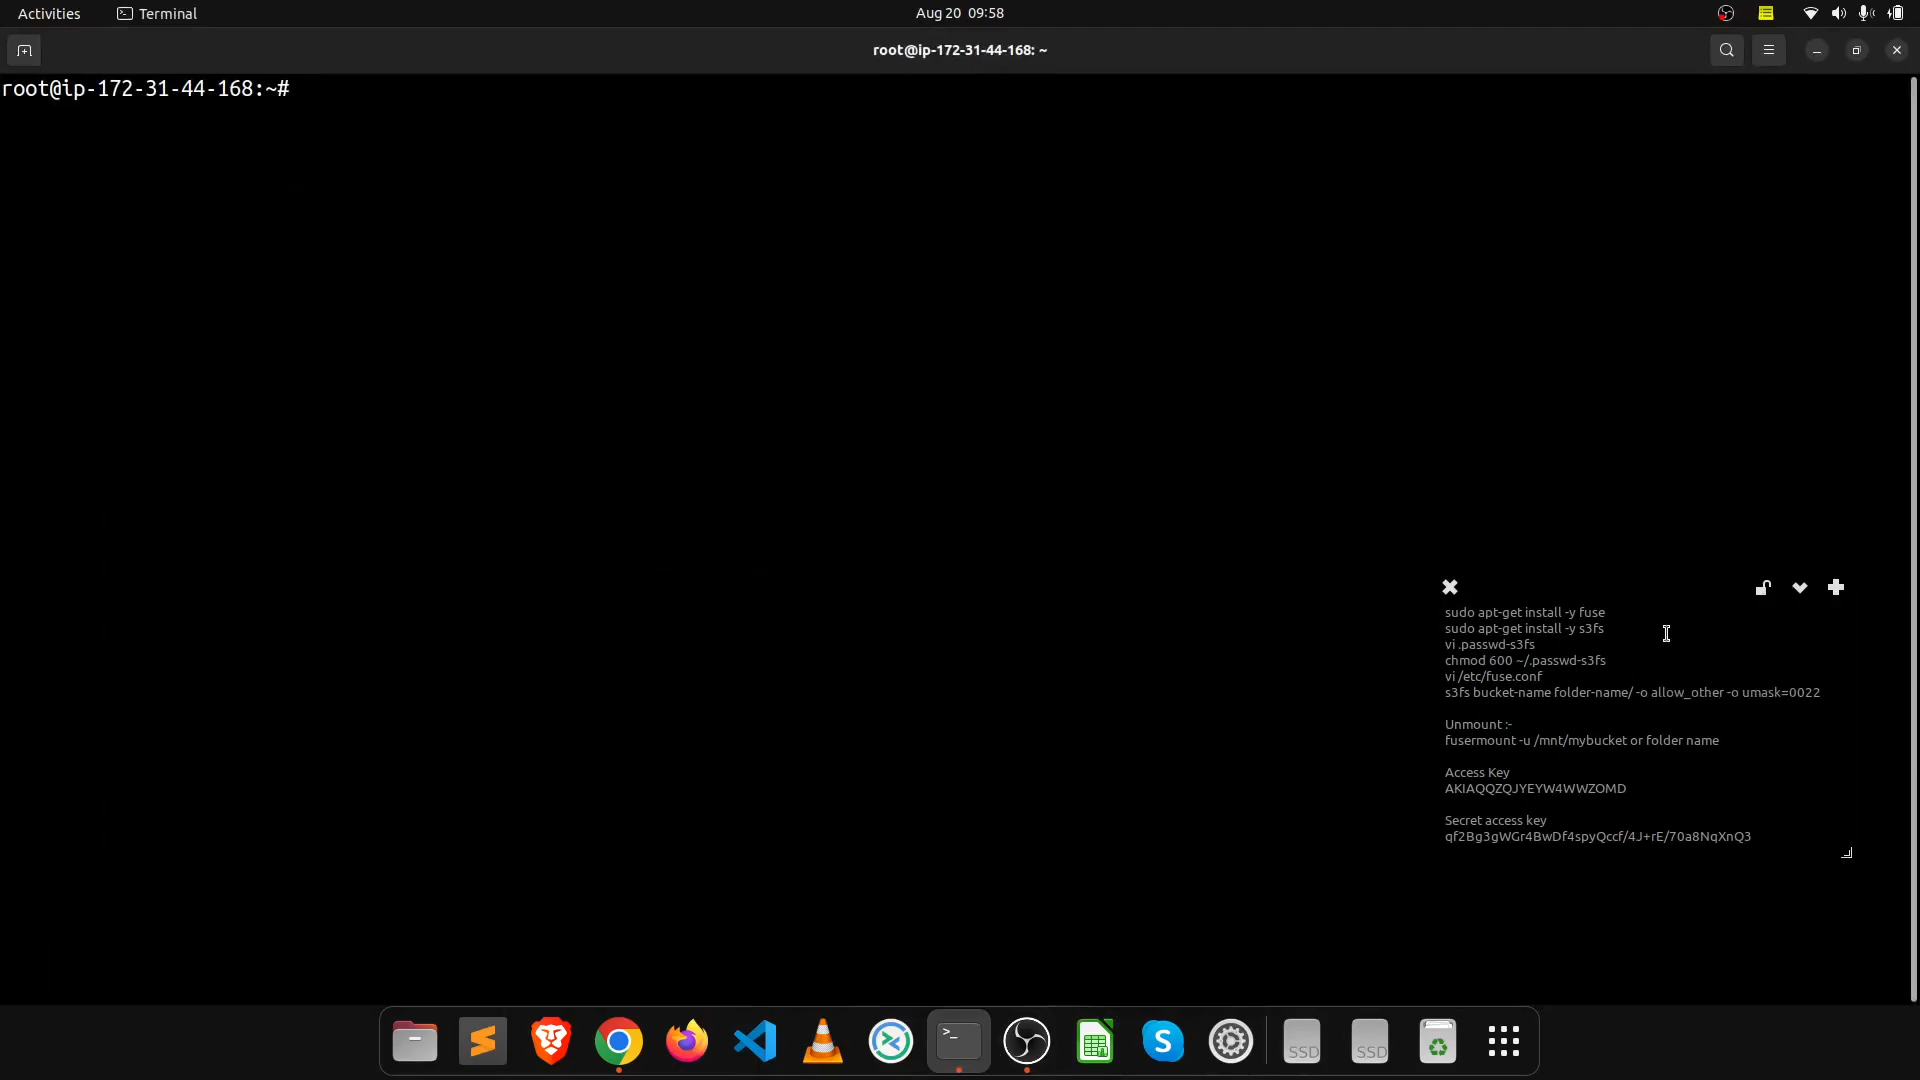 Activities
Terminal
Aug 20 09:58
root@ip-172-31-44-168: ~
root@ip-172-31-44-168:~#
sudo apt-get install -y fuse
sudo apt-get install -y s3fs
vi .passwd-s3fs
chmod 600 ~/.passwd-s3fs
vi /etc/fuse.conf
s3fs bucket-name folder-name/ -o allow_other -o umask=0022
Unmount :-
fusermount -u /mnt/mybucket or folder name
Access Key
AKIAQQZQJYEYW4WWZOMD
Secret access key
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
SSD
SSD